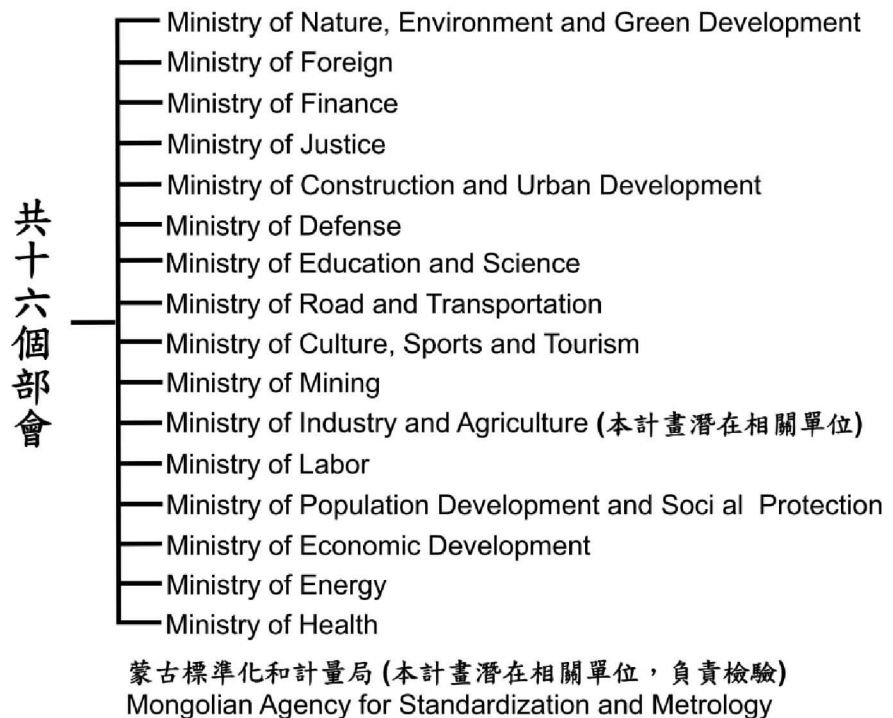 共十六個部會
Ministry of Nature, Environment and Green Development
Ministry of Foreign
Ministry of Finance
Ministry of Justice
Ministry of Construction and Urban Development
Ministry of Defense
Ministry of Education and Science
Ministry of Road and Transportation
Ministry of Culture, Sports and Tourism
Ministry of Mining
Ministry of Industry and Agriculture (本計畫潛在相關單位)
Ministry of Labor
Ministry of Population Development and Soci al Protection
Ministry of Economic Development
Ministry of Energy
Ministry of Health
蒙古標準化和計量局 (本計畫潛在相關單位，負責檢驗)
Mongolian Agency for Standardization and Metrology